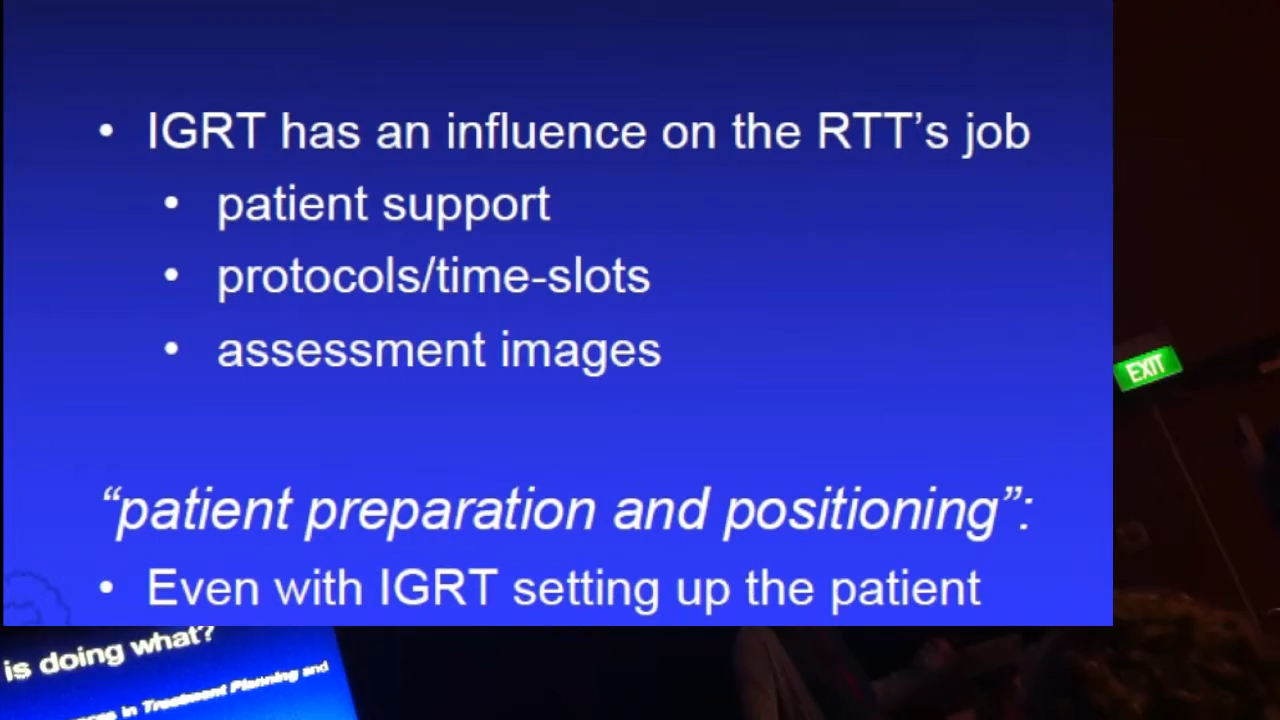 • IGRT has an influence on the RTT’s job
• patient support
• protocols/time-slots
• assessment images
“patient preparation and positioning”:
• Even with IGRT setting up the patient
EXIT
is doing what?
in Treatment Planning and